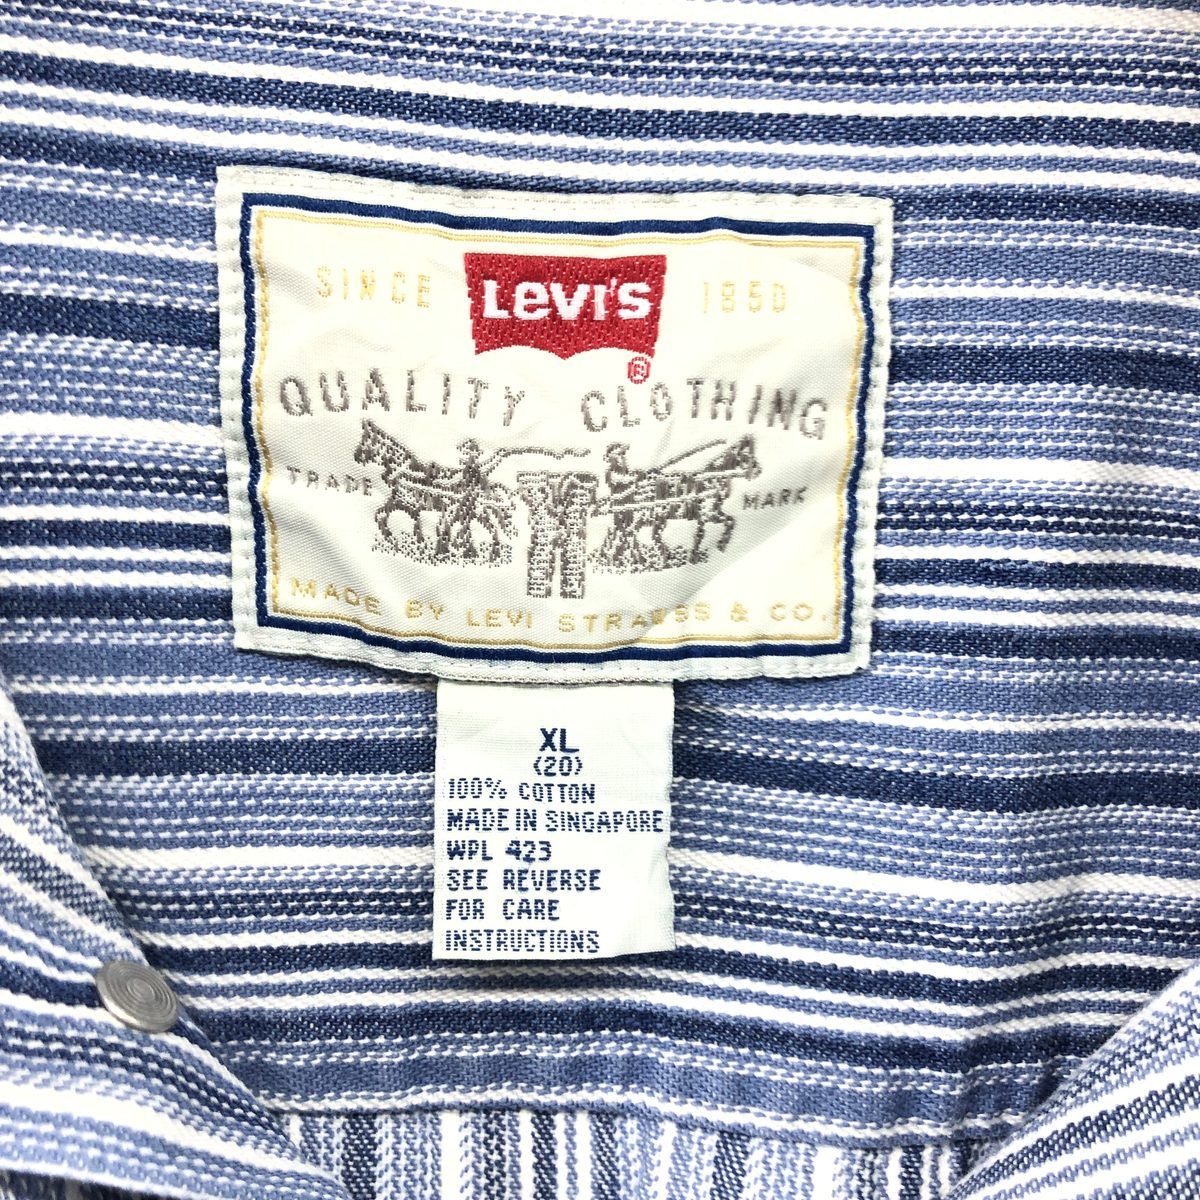 SINCE LEVI'S 1850
®
QUALITY CLOTHING
TRADE MARK
MADE BY LEVI STRAUSS & CO.
XL
(20)
100% COTTON
MADE IN SINGAPORE
WPL 423
SEE REVERSE
FOR CARE
INSTRUCTIONS